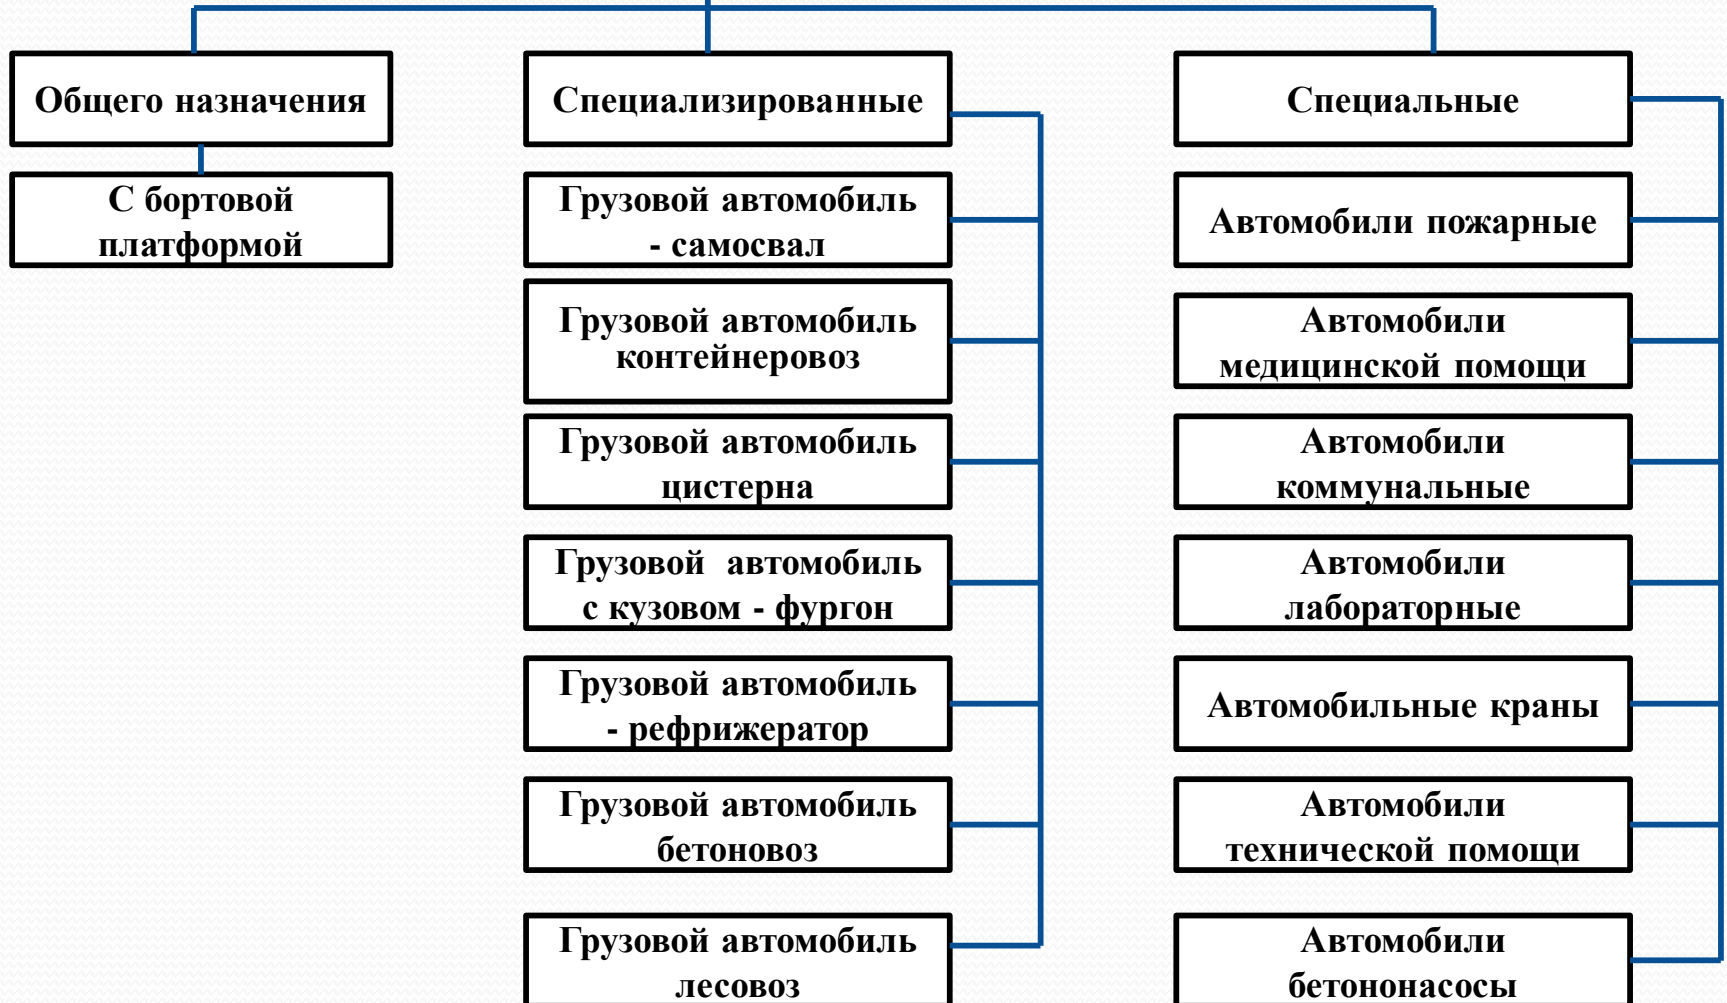 Общего назначения
С бортовой
платформой
Специализированные
Грузовой автомобиль
- самосвал
Грузовой автомобиль
контейнеровоз
Грузовой автомобиль
цистерна
Грузовой автомобиль
с кузовом - фургон
Грузовой автомобиль
- рефрижератор
Грузовой автомобиль
бетоновоз
Грузовой автомобиль
лесовоз
Специальные
Автомобили пожарные
Автомобили
медицинской помощи
Автомобили
коммунальные
Автомобили
лабораторные
Автомобильные краны
Автомобили
технической помощи
Автомобили
бетононасосы